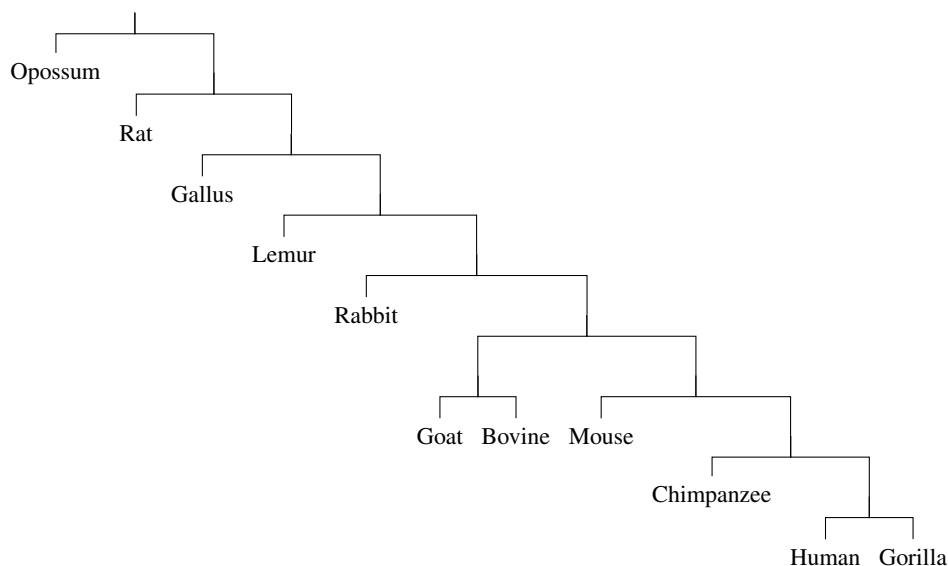 Opossum
Rat
Gallus
Lemur
Rabbit
Goat Bovine Mouse
Chimpanzee
Human Gorilla